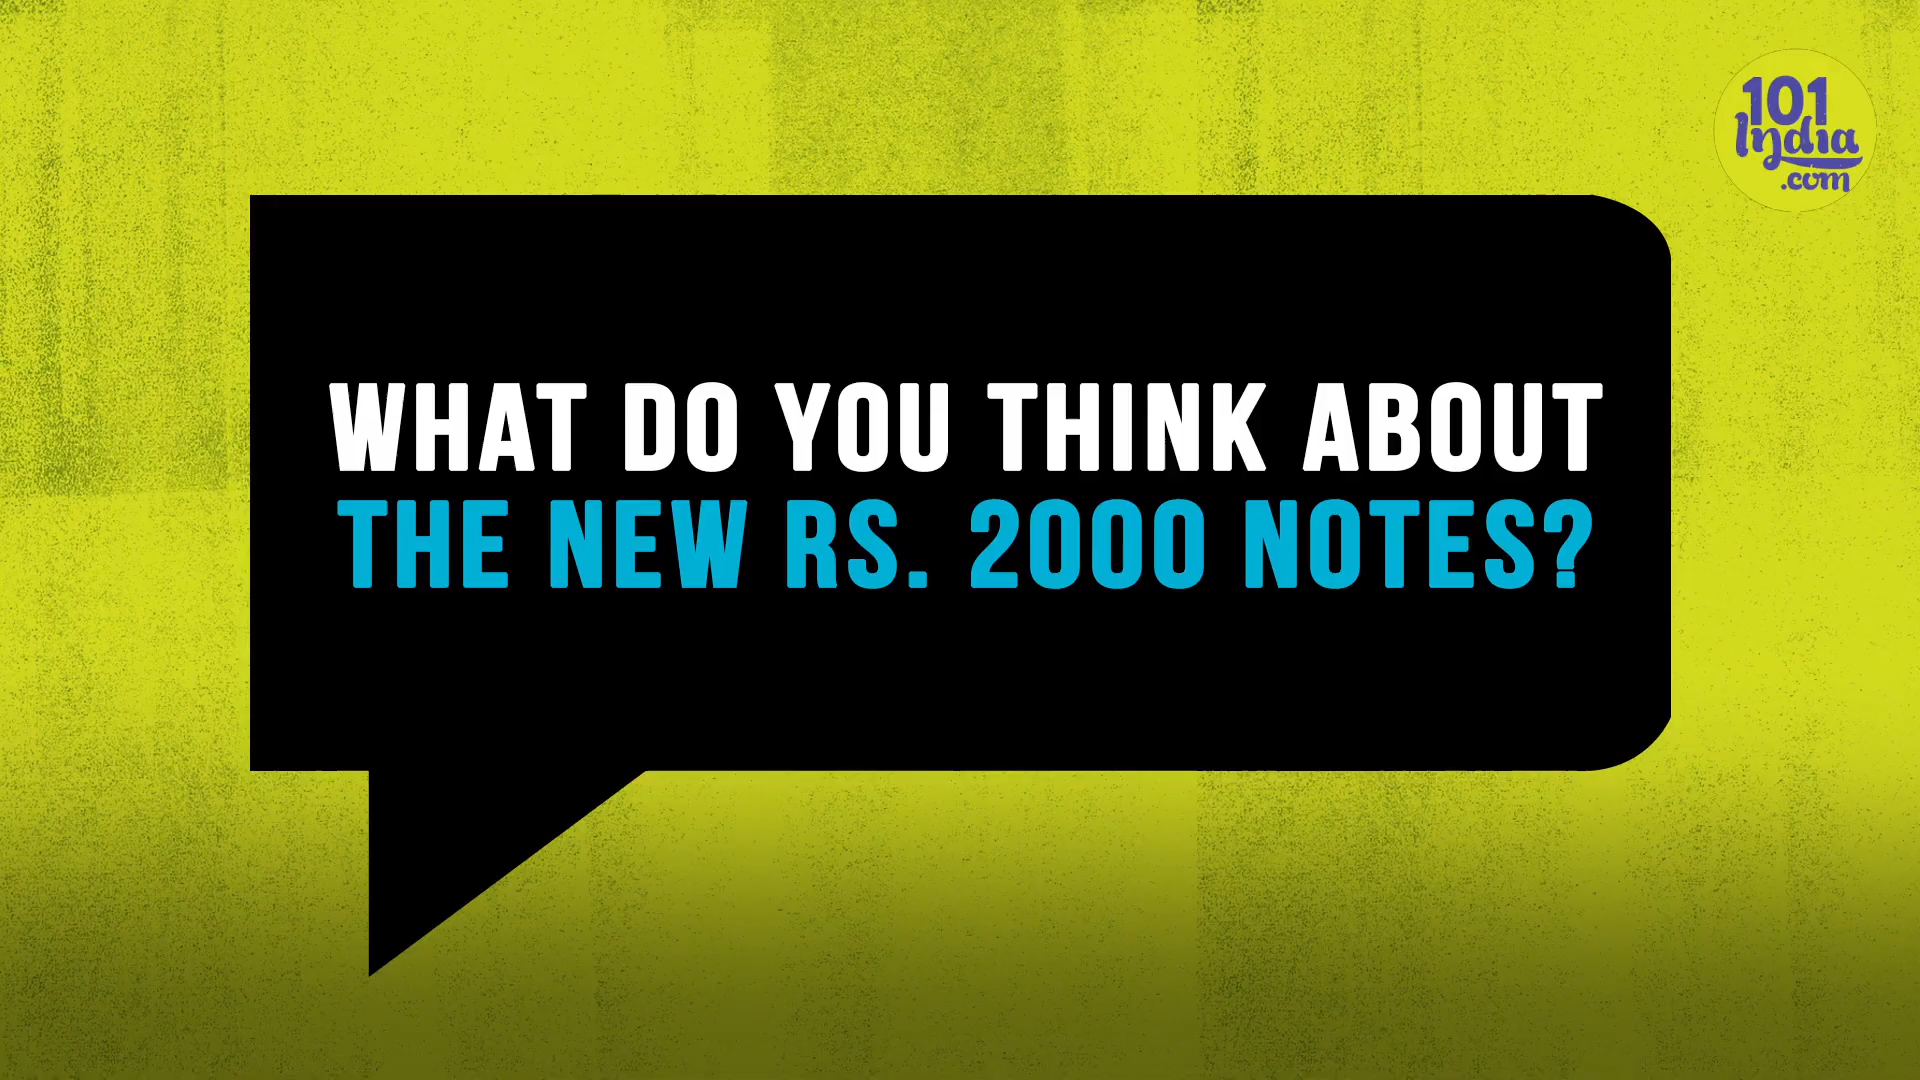 101
India
.com
WHAT DO YOU THINK ABOUT
THE NEW RS. 2000 NOTES?